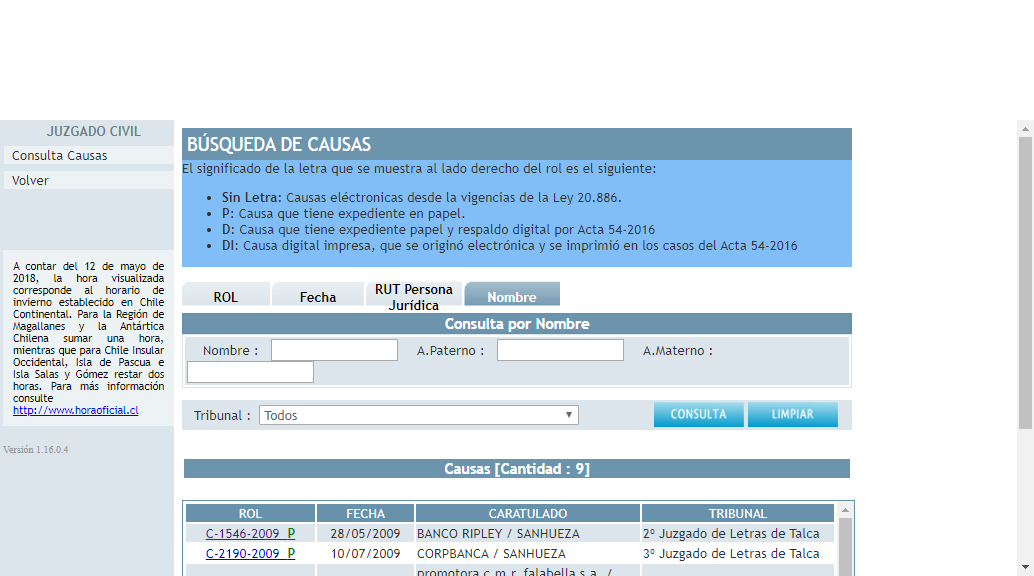 JUZGADO CIVIL
Consulta Causas
Volver
A contar del 12 de mayo de
2018, la hora visualizada
corresponde al horario de
invierno establecido en Chile
Continental. Para la Región de
Magallanes y la Antártica
Chilena sumar una hora,
mientras que para Chile Insular
Occidental, Isla de Pascua e
Isla Salas y Gómez restar dos
horas. Para más información
consulte
http://www.horaoficial.cl
Versión 1.16.0.4
BÚSQUEDA DE CAUSAS
El significado de la letra que se muestra al lado derecho del rol es el siguiente:
• Sin Letra: Causas eléctronicas desde la vigencias de la Ley 20.886.
• P: Causa que tiene expediente en papel.
• D: Causa que tiene expediente papel y respaldo digital por Acta 54-2016
• DI: Causa digital impresa, que se originó electrónica y se imprimió en los casos del Acta 54-2016
ROL Fecha RUT Persona Jurídica Nombre
Consulta por Nombre
Nombre : A.Paterno : A.Materno :
Tribunal : Todos CONSULTA LIMPIAR
Causas [Cantidad : 9]
ROL FECHA CARATULADO TRIBUNAL
C-1546-2009 P 28/05/2009 BANCO RIPLEY / SANHUEZA 2º Juzgado de Letras de Talca
C-2190-2009 P 10/07/2009 CORPBANCA / SANHUEZA 3º Juzgado de Letras de Talca
promotora c.m.r. falabella s.a. /